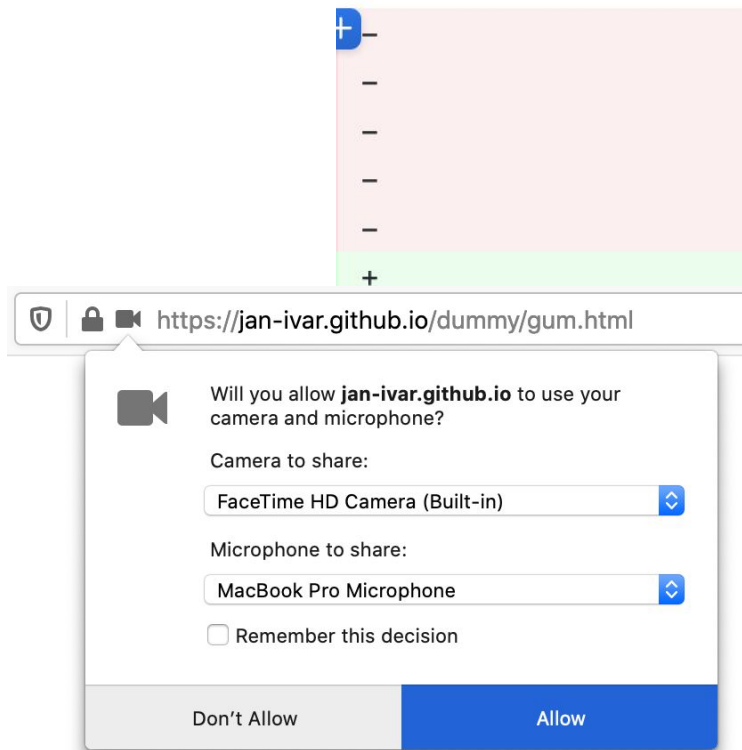 + −
−
−
−
−
+
https://jan-ivar.github.io/dummy/gum.html
Will you allow jan-ivar.github.io to use your
camera and microphone?
Camera to share:
FaceTime HD Camera (Built-in)
Microphone to share:
MacBook Pro Microphone
Remember this decision
Don’t Allow
Allow